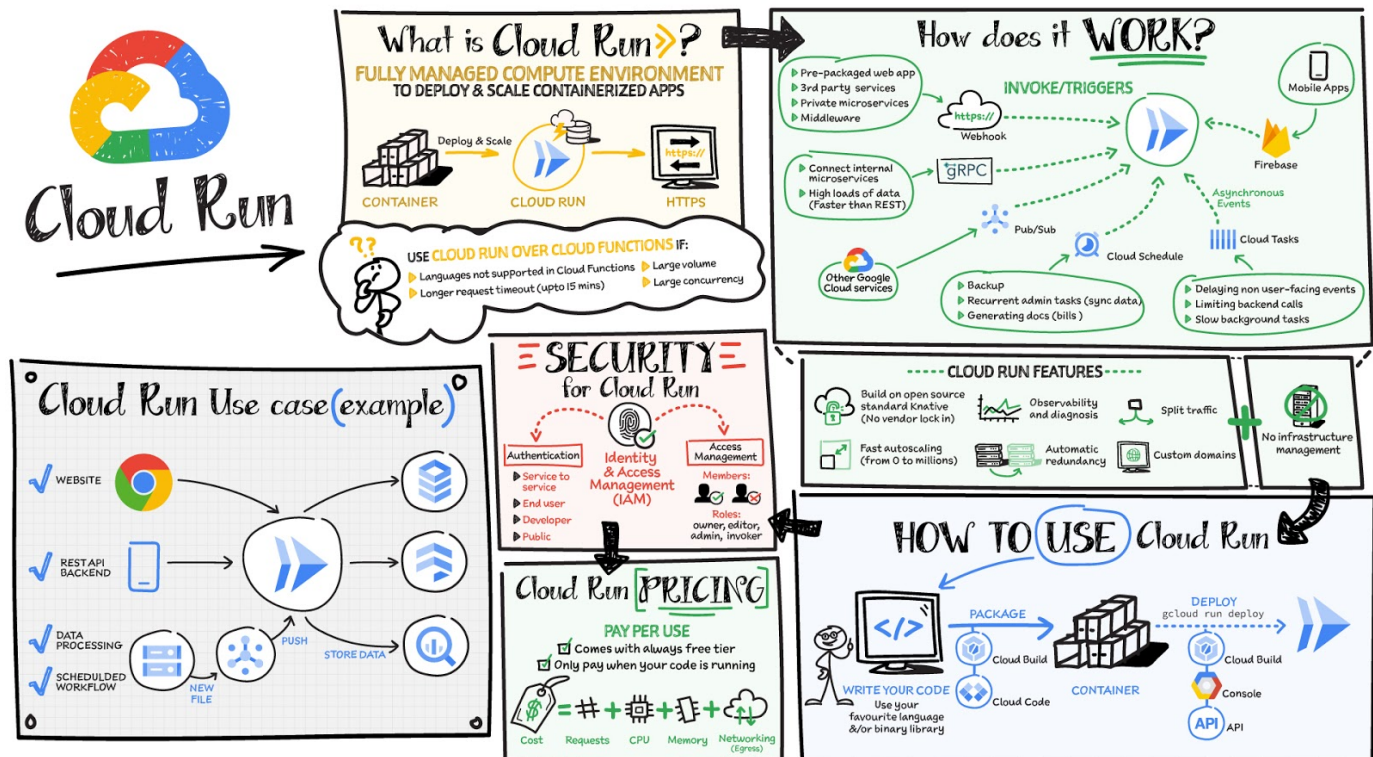 Cloud Run
What is Cloud Run ?
FULLY MANAGED COMPUTE ENVIRONMENT
TO DEPLOY & SCALE CONTAINERIZED APPS
Deploy & Scale
https://
CONTAINER
CLOUD RUN
HTTPS
??
USE CLOUD RUN OVER CLOUD FUNCTIONS IF:
Languages not supported in Cloud Functions
Longer request timeout (upto 15 mins)
Large volume
Large concurrency
How does it WORK?
Pre-packaged web app
3rd party services
Private microservices
Middleware
INVOKE/TRIGGERS
https://
Webhook
Mobile Apps
Firebase
Connect internal
microservices
High loads of data
(Faster than REST)
gRPC
Asynchronous
Events
Pub/Sub
Cloud Schedule
Cloud Tasks
Other Google
Cloud services
Backup
Recurrent admin tasks (sync data)
Generating docs (bills )
Delaying non user-facing events
Limiting backend calls
Slow background tasks
CLOUD RUN FEATURES
Build on open source
standard Knative
(No vendor lock in)
Observability
and diagnosis
Split traffic
Fast autoscaling
(from 0 to millions)
Automatic
redundancy
Custom domains
+
No infrastructure
management
HOW TO USE Cloud Run
</>
PACKAGE
Cloud Build
Cloud Code
WRITE YOUR CODE
Use your
favourite language
&/or binary library
CONTAINER
DEPLOY
gcloud run deploy
Cloud Build
Console
API
API
SECURITY
for Cloud Run
Authentication
Service to
service
End user
Developer
Public
Identity
& Access
Management
(IAM)
Access
Management
Members:
Roles:
owner, editor,
admin, invoker
Cloud Run PRICING
PAY PER USE
Comes with always free tier
Only pay when your code is running
$ = # + + +
Cost
Requests
CPU
Memory
Networking
(Egress)
Cloud Run Use case (example)
WEBSITE
REST API
BACKEND
DATA
PROCESSING
SCHEDULDED
WORKFLOW
NEW
FILE
PUSH
STORE DATA